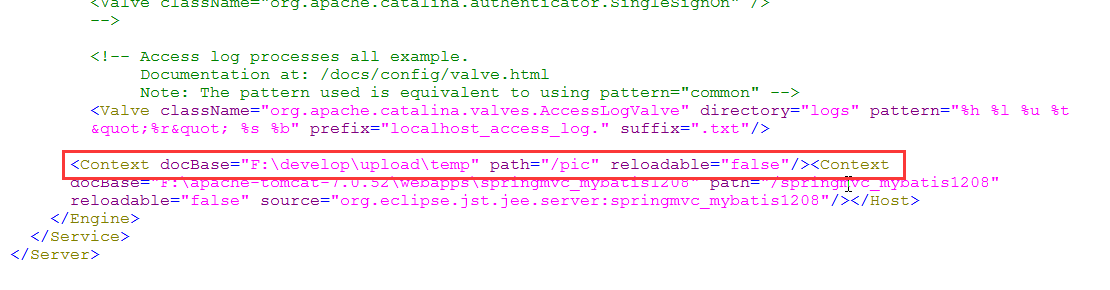 <Valve className="org.apache.catalina.authenticator.SingleSignOn" />
-->
<!-- Access log processes all example.
Documentation at: /docs/config/valve.html
Note: The pattern used is equivalent to using pattern="common" -->
<Valve className="org.apache.catalina.valves.AccessLogValve" directory="logs" pattern="%h %l %u %t
&quot;%r&quot; %s %b" prefix="localhost_access_log." suffix=".txt"/>
<Context docBase="F:\develop\upload\temp" path="/pic" reloadable="false"/><Context
docBase="F:\apache-tomcat-7.0.52\webapps\springmvc_mybatis1208" path="/springmvc_mybatis1208"
reloadable="false" source="org.eclipse.jst.jee.server:springmvc_mybatis1208"/></Host>
</Engine>
</Service>
</Server>